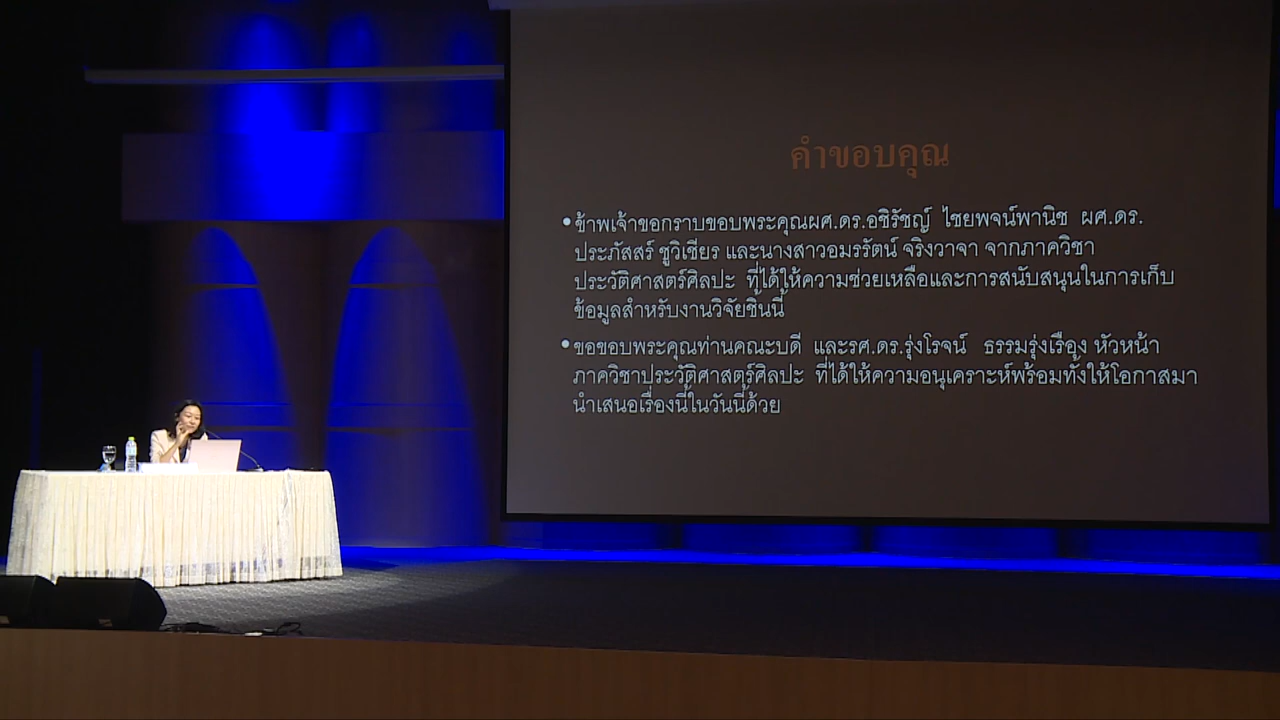 คำขอบคุณ
•ข้าพเจ้าขอกราบขอบพระคุณผศ.ดร.อชิรัชญ์ ไชยพจน์พานิช ผศ.ดร.
ประภัสสร์ ชูวิเชียร และนางสาวอมรรัตน์ จริงวาจา จากภาควิชา
ประวัติศาสตร์ศิลปะ ที่ได้ให้ความช่วยเหลือและการสนับสนุนในการเก็บ
ข้อมูลสำหรับงานวิจัยชิ้นนี้
•ขอขอบพระคุณท่านคณะบดี และรศ.ดร.รุ่งโรจน์ ธรรมรุ่งเรือง หัวหน้า
ภาควิชาประวัติศาสตร์ศิลปะ ที่ได้ให้ความอนุเคราะห์พร้อมทั้งให้โอกาสมา
นำเสนอเรื่องนี้ในวันนี้ด้วย